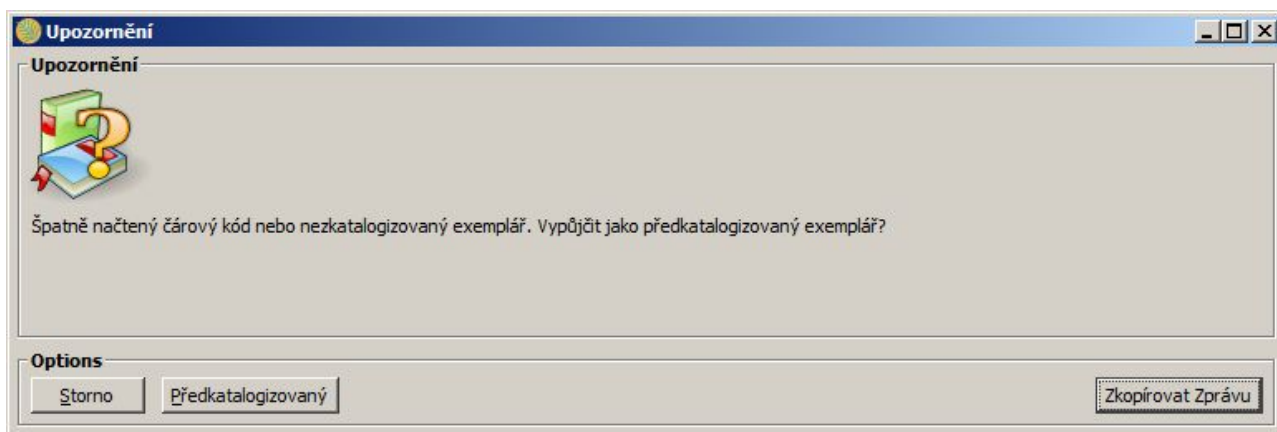 Upozornění
Upozornění
Špatně načtený čárový kód nebo nezkatalogizovaný exemplář. Vypůjčit jako předkatalogizovaný exemplář?
Options
Storno Předkatalogizovaný Zkopírovat Zprávu